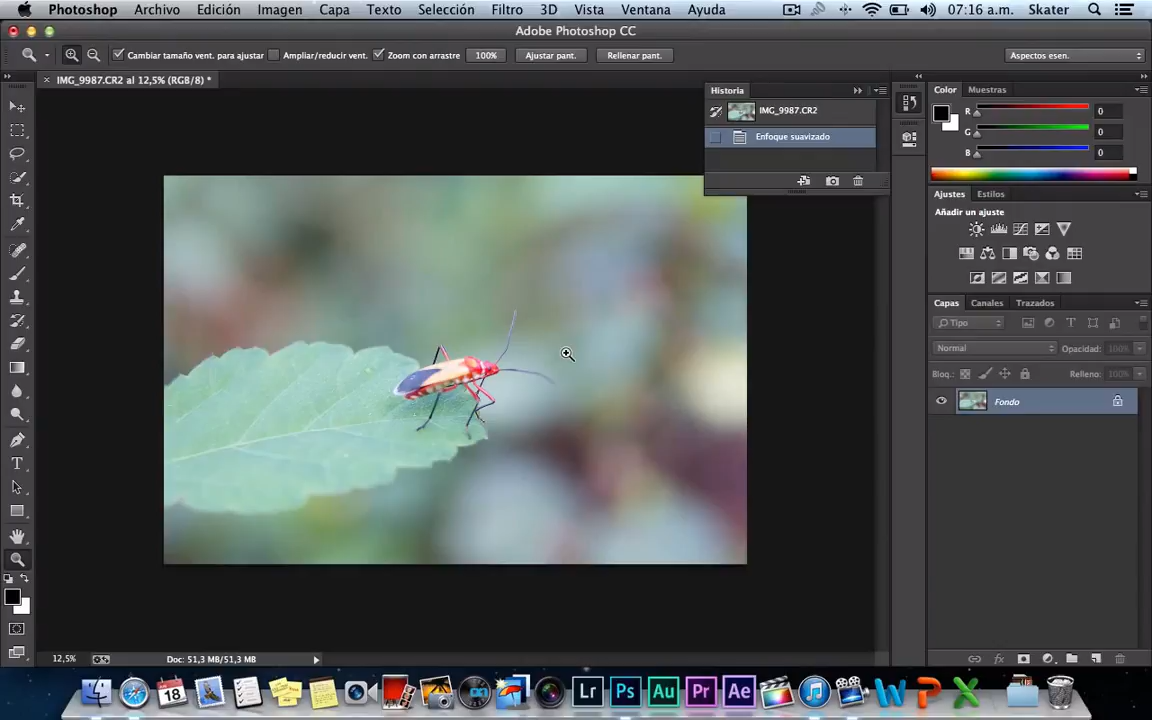 Photoshop Archivo Edición Imagen Capa Texto Selección Filtro 3D Vista Ventana Ayuda 07:16 a.m. Skater
Adobe Photoshop CC
Cambiar tamaño vent. para ajustar Ampliar/reducir vent. Zoom con arrastre 100% Ajustar pant. Rellenar pant. Aspectos esen.
IMG_9987.CR2 al 12,5% (RGB/8) *
Historia
IMG_9987.CR2
Enfoque suavizado
Color Muestras
R 0
G 0
B 0
Ajustes Estilos
Añadir un ajuste
Capas Canales Trazados
Tipo
Normal Opacidad: 100%
Bloq.: Relleno: 100%
Fondo
12,5% Doc: 51,3 MB/51,3 MB
18
Lr Ps Au Pr Ae